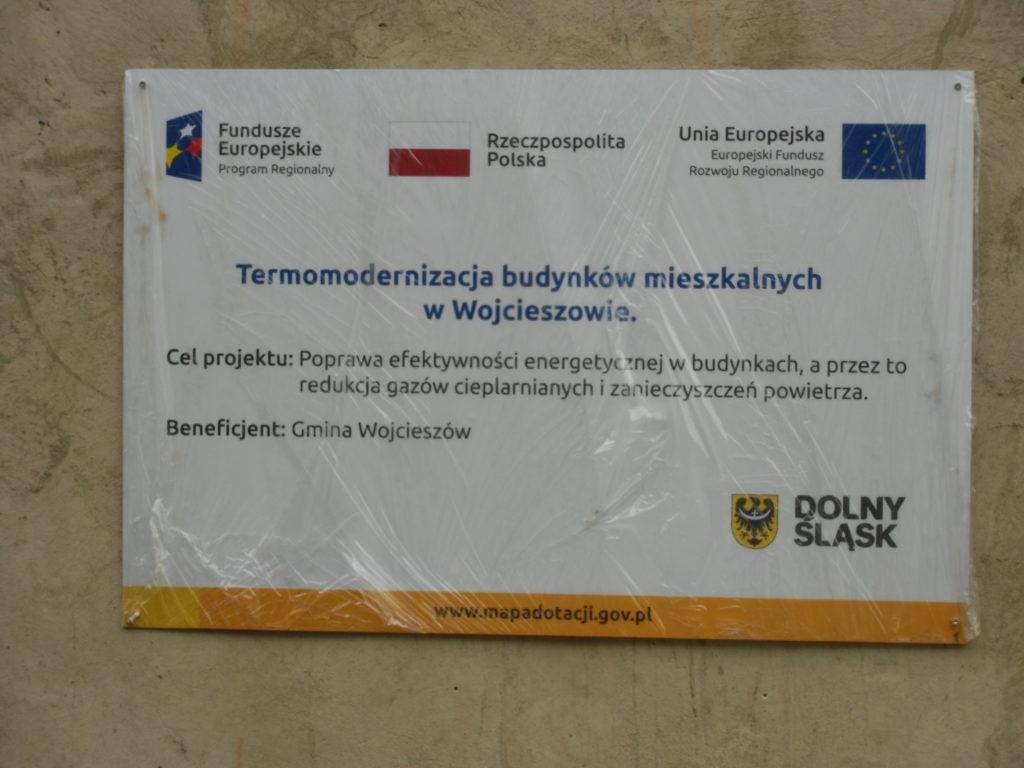 Fundusze
Europejskie
Program Regionalny
Rzeczpospolita
Polska
Unia Europejska
Europejski Fundusz
Rozwoju Regionalnego
Termomodernizacja budynków mieszkalnych
w Wojcieszowie.
Cel projektu: Poprawa efektywności energetycznej w budynkach, a przez to
redukcja gazów cieplarnianych i zanieczyszczeń powietrza.
Beneficjent: Gmina Wojcieszów
DOLNY
ŚLĄSK
www.mapadotacji.gov.pl